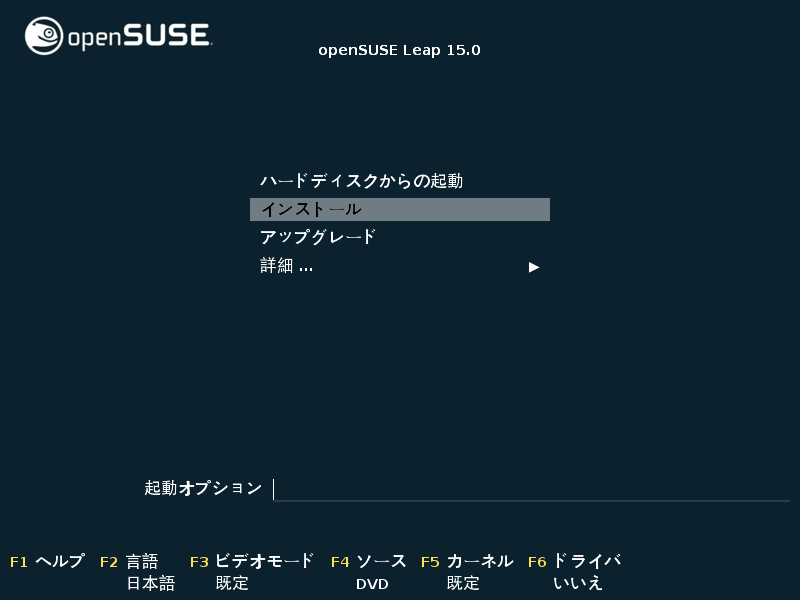 openSUSE.
openSUSE Leap 15.0
ハードディスクからの起動
インストール
アップグレード
詳細 ... ▶
起動オプション
F1 ヘルプ F2 言語 F3 ビデオモード F4 ソース F5 カーネル F6 ドライバ
日本語 既定 DVD 既定 いいえ